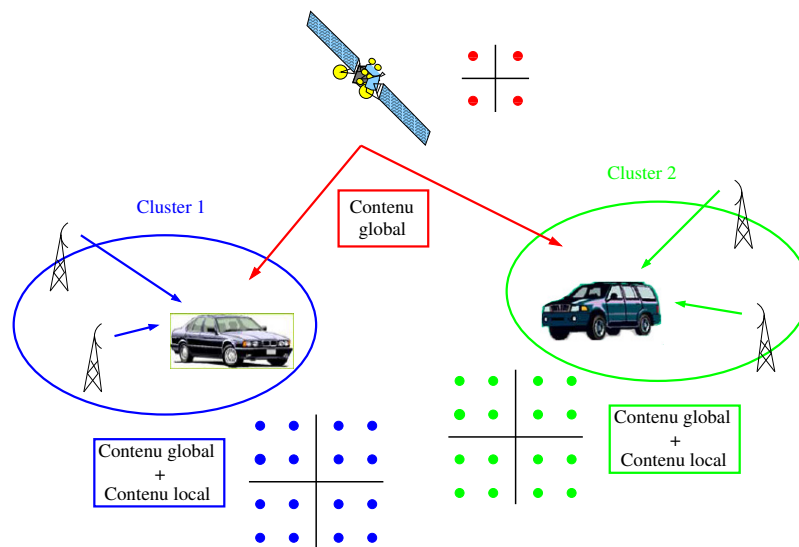 Cluster 2
Cluster 1
Contenu
global
Contenu global
+
Contenu local
Contenu global
+
Contenu local